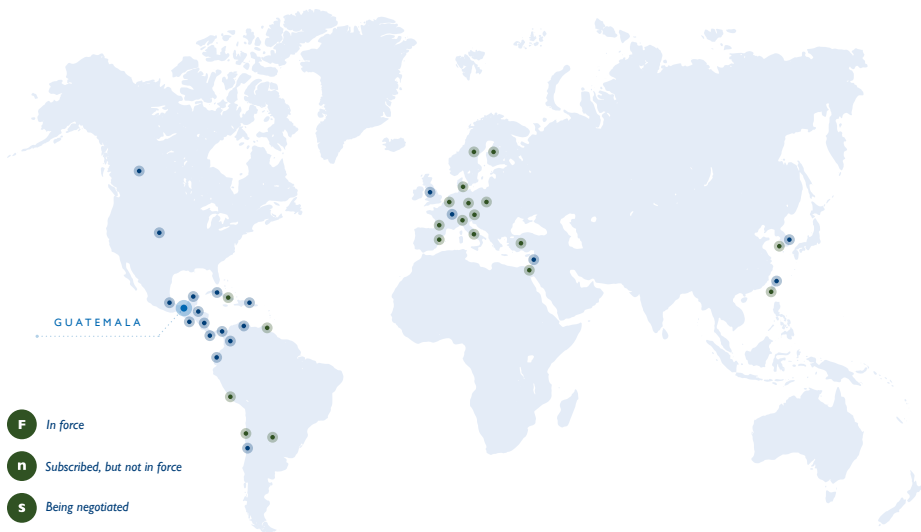 GUATEMALA
F In force
n Subscribed, but not in force
s Being negotiated